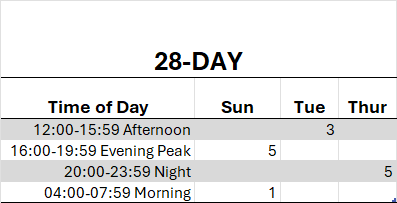 28-DAY
Time of Day Sun Tue Thur
12:00-15:59 Afternoon 3
16:00-19:59 Evening Peak 5
20:00-23:59 Night 5
04:00-07:59 Morning 1